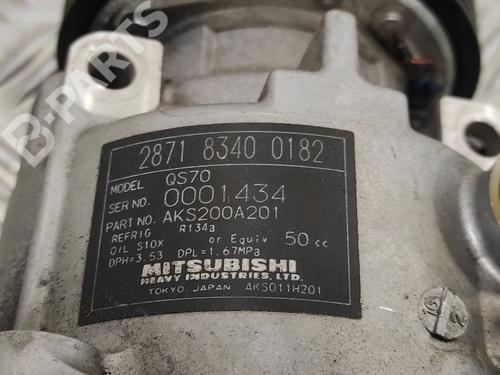 B-PARTS
2871 8340 0182
MODEL QS70
SER NO. 0001434
PART NO. AKS200A201
REFRIG R134a
OIL S10X or Equiv 50 cc
DPH=3.53 DPL=1.67MPa
MITSUBISHI
HEAVY INDUSTRIES, LTD.
TOKYO, JAPAN AKS011H201